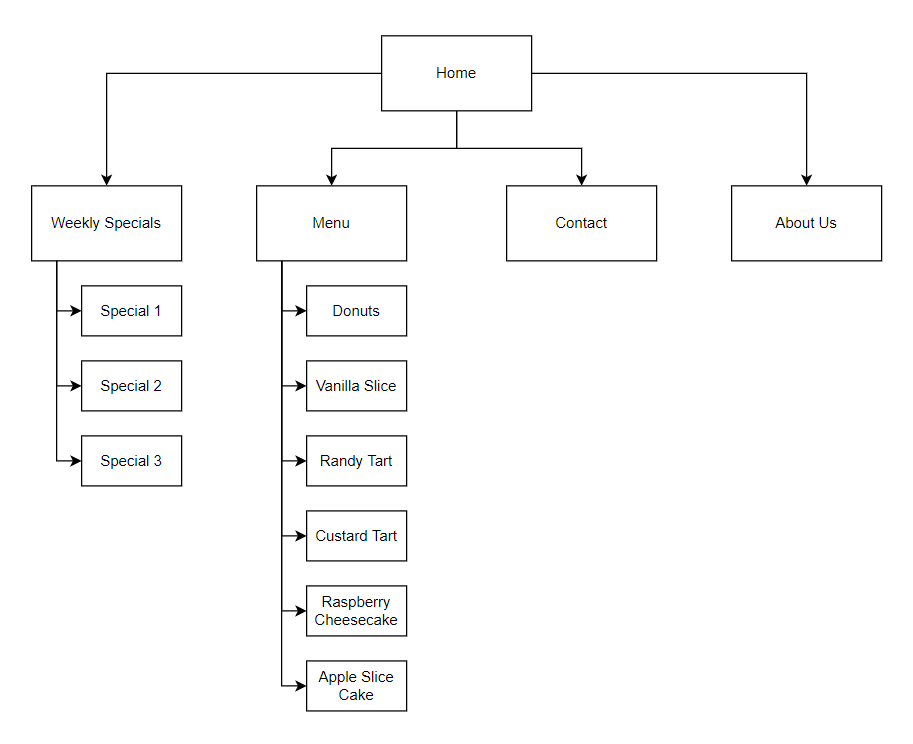 Home
Weekly Specials
Menu
Contact
About Us
Special 1
Donuts
Special 2
Vanilla Slice
Special 3
Randy Tart
Custard Tart
Raspberry
Cheesecake
Apple Slice
Cake